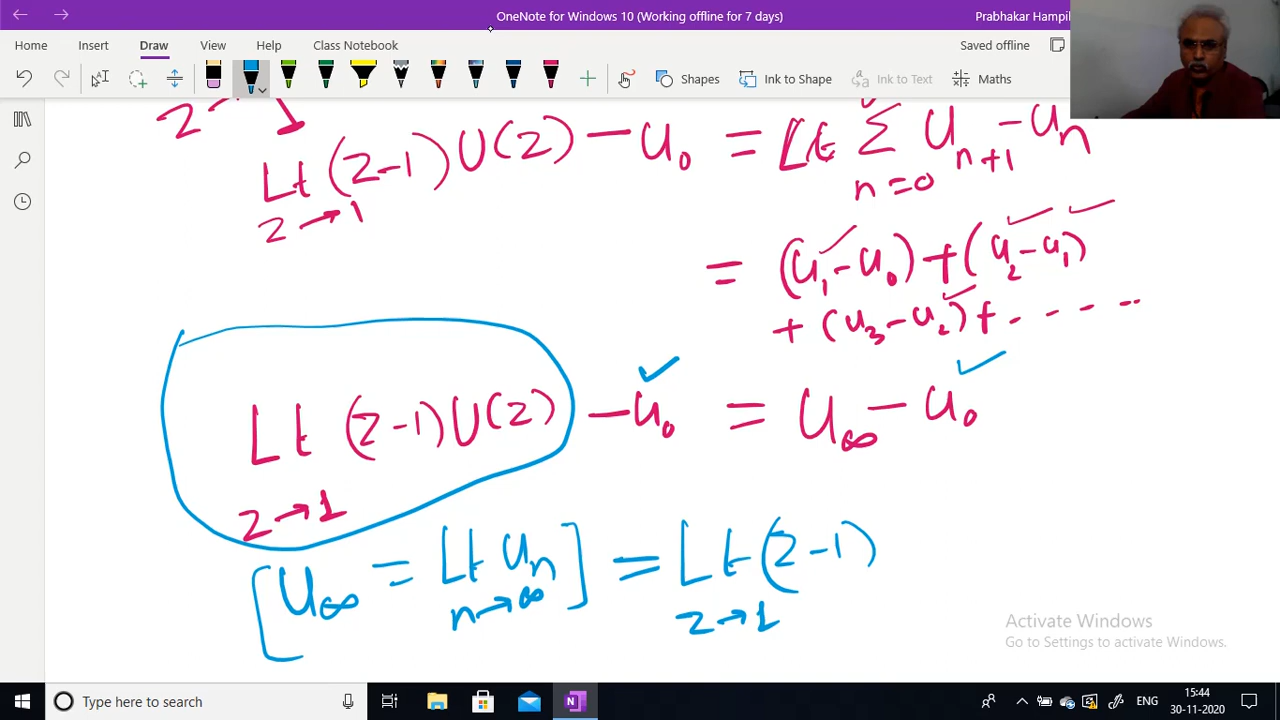 OneNote for Windows 10 (Working offline for 7 days)
Prabhakar Hampil
Home Insert Draw View Help Class Notebook
Saved offline
Shapes Ink to Shape Ink to Text Maths
z → 1
Lt (z-1) U(z) - u₀ = Lt Σ Uₙ₊₁ - uₙ
z → 1 n=0
= (u₁-u₀) + (u₂-u₁)
+ (u₃-u₂) + . - - ..
Lt (z-1) U(z) - u₀ = U∞ - u₀
z → 1
[U∞ = Lt Uₙ] = Lt (z-1)
n→∞ z → 1
Activate Windows
Go to Settings to activate Windows.
Type here to search
ENG
15:44
30-11-2020